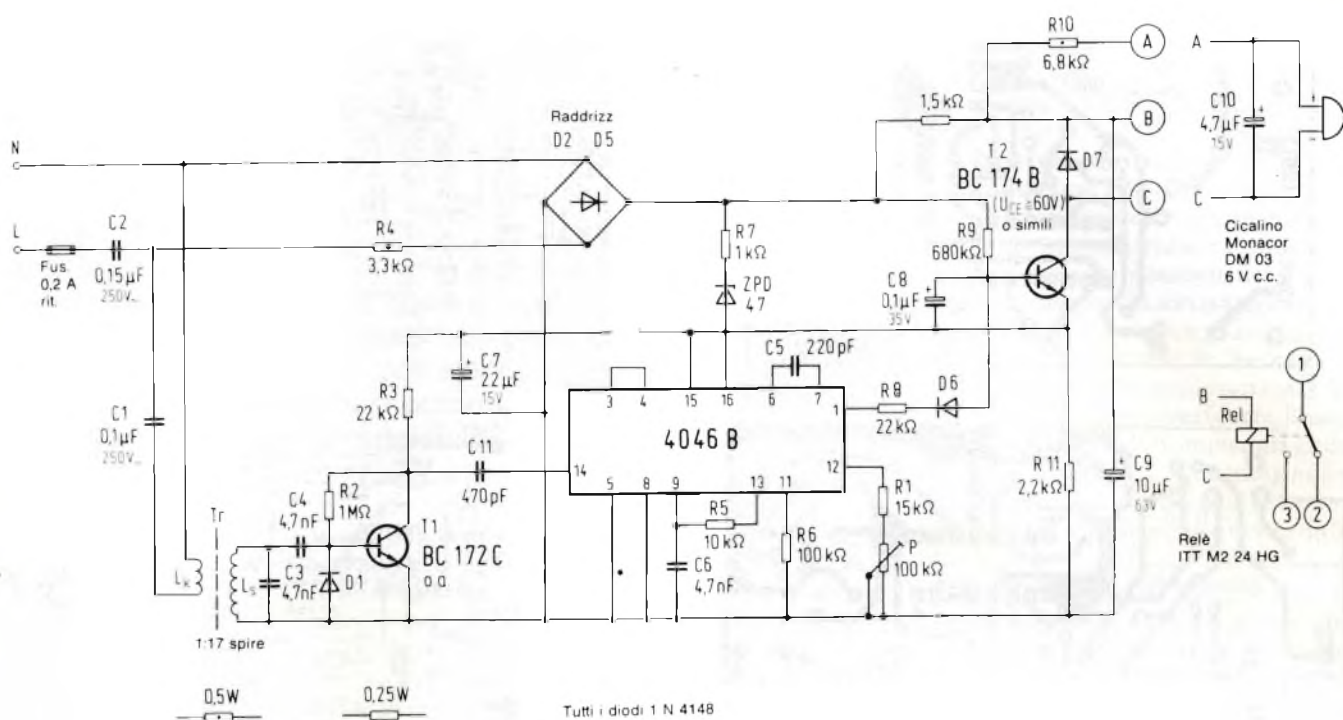 R10
6,8kΩ
A
A
1,5kΩ
B
C10
4,7µF
15V
Raddrizz
D2 D5
N
T2
BC 174 B
(UCE ≧60V)
o simili
D7
C
C
L
Fus.
0,2 A
rit.
C2
0,15µF
250V~
R4
3,3kΩ
R7
1kΩ
ZPD
47
R9
680kΩ
C8
0,1µF
35V
Cicalino
Monacor
DM 03
6 V c.c.
C1
0,1µF
250V~
R3
22 kΩ
C7
22µF
15V
C5
220pF
3
4
15
16
6
7
1
R8
22kΩ
D6
4046 B
C11
470pF
14
12
5
8
9
13
11
R1
15kΩ
P
100kΩ
R5
10kΩ
R6
100kΩ
C6
4,7nF
R11
2,2kΩ
C9
10µF
63V
1
B
Rel
C
3
2
Relè
ITT M2 24 HG
Tr
LK
LS
C4
4,7nF
C3
4,7nF
R2
1MΩ
D1
T1
BC 172 C
o.a.
1:17 spire
0,5W
0,25W
Tutti i diodi 1 N 4148